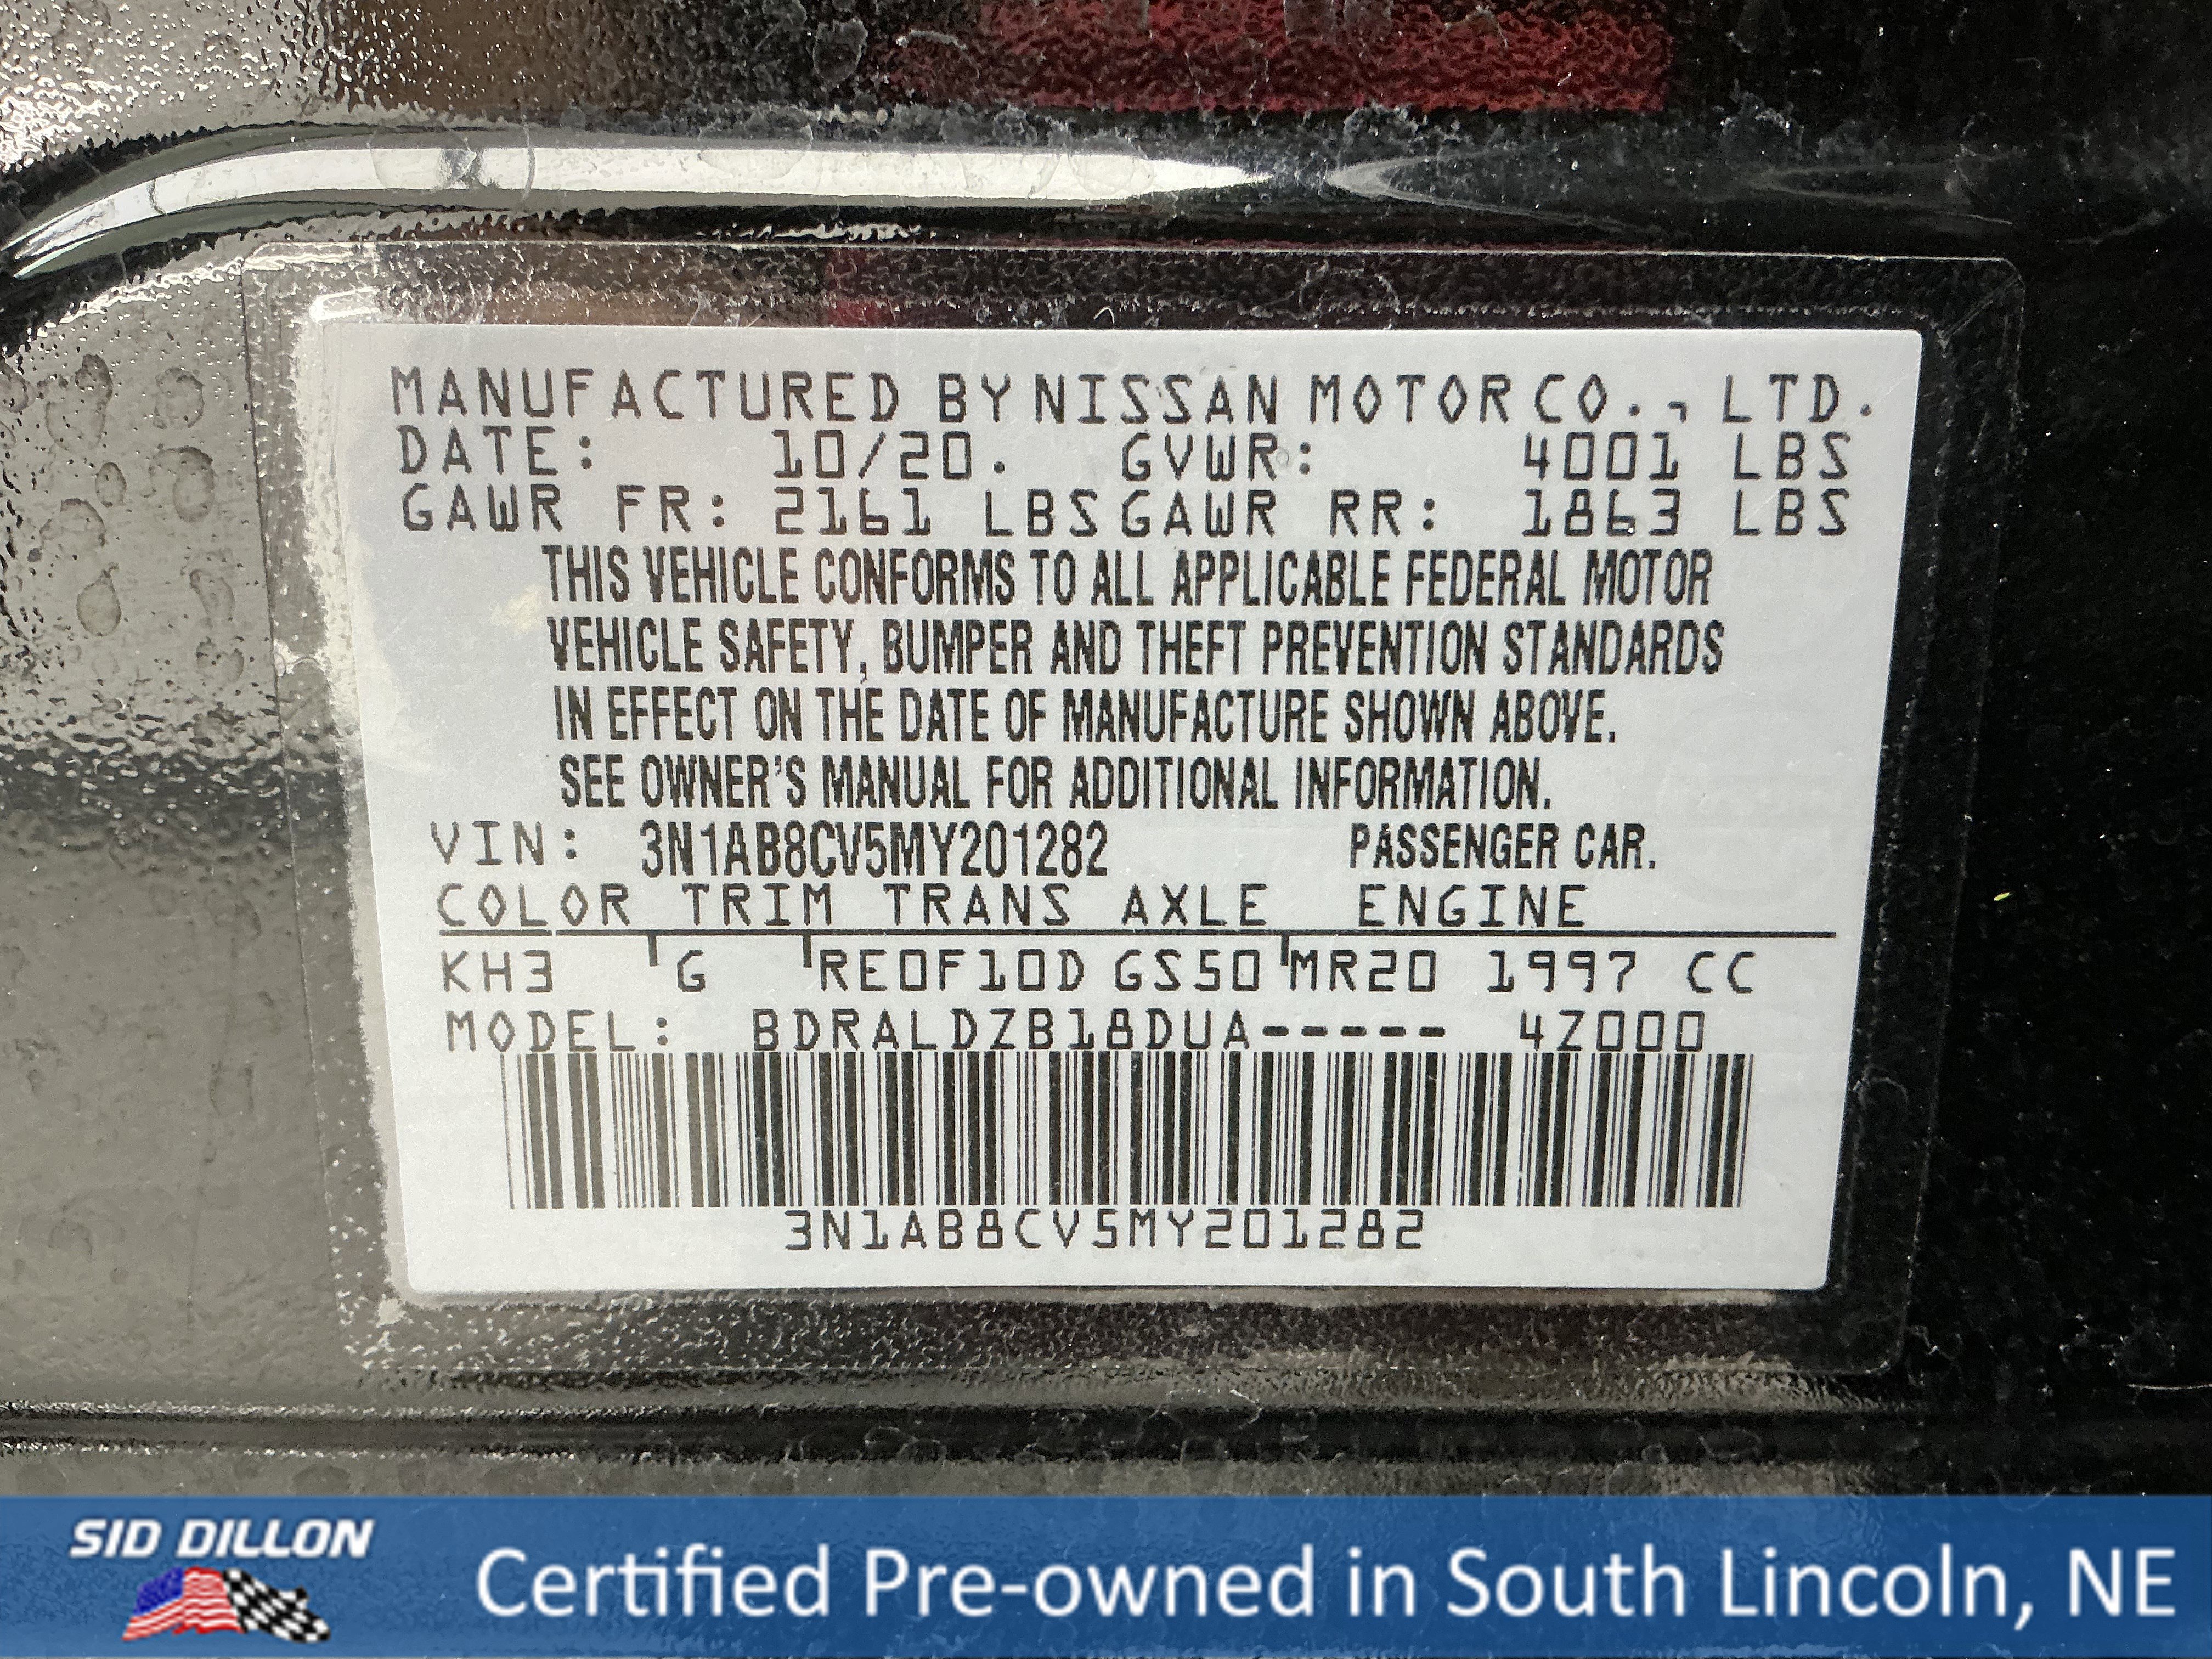 MANUFACTURED BY NISSAN MOTOR CO., LTD.
DATE: 10/20. GVWR: 4001 LBS
GAWR FR: 2161 LBS GAWR RR: 1863 LBS
THIS VEHICLE CONFORMS TO ALL APPLICABLE FEDERAL MOTOR
VEHICLE SAFETY, BUMPER AND THEFT PREVENTION STANDARDS
IN EFFECT ON THE DATE OF MANUFACTURE SHOWN ABOVE.
SEE OWNER'S MANUAL FOR ADDITIONAL INFORMATION.
VIN: 3N1AB8CV5MY201282 PASSENGER CAR.
COLOR TRIM TRANS AXLE ENGINE
KH3 G RE0F10D GS50 MR20 1997 CC
MODEL: BDRALDZB18DUA----- 4Z000
3N1AB8CV5MY201282
SID DILLON
Certified Pre-owned in South Lincoln, NE